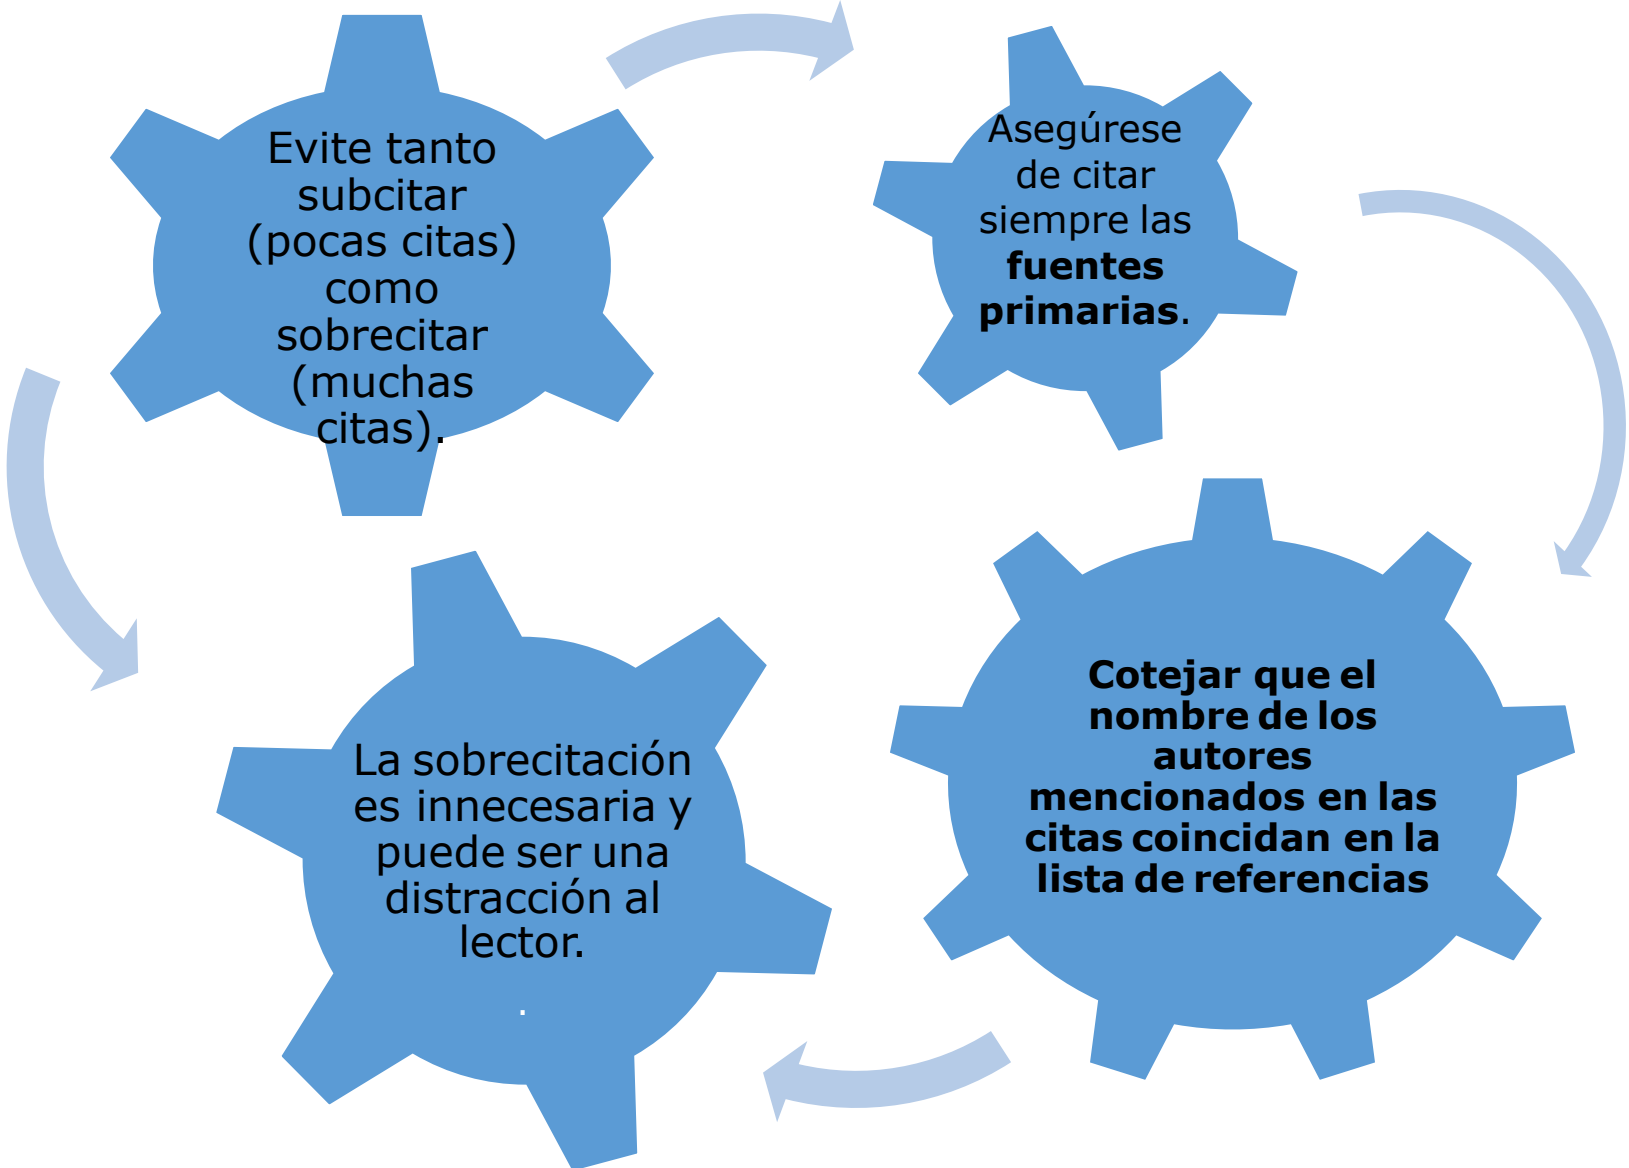 Evite tanto
subcitar
(pocas citas)
como
sobrecitar
(muchas
citas).
Asegúrese
de citar
siempre las
fuentes
primarias.
Cotejar que el
nombre de los
autores
mencionados en las
citas coincidan en la
lista de referencias
La sobrecitación
es innecesaria y
puede ser una
distracción al
lector.
.